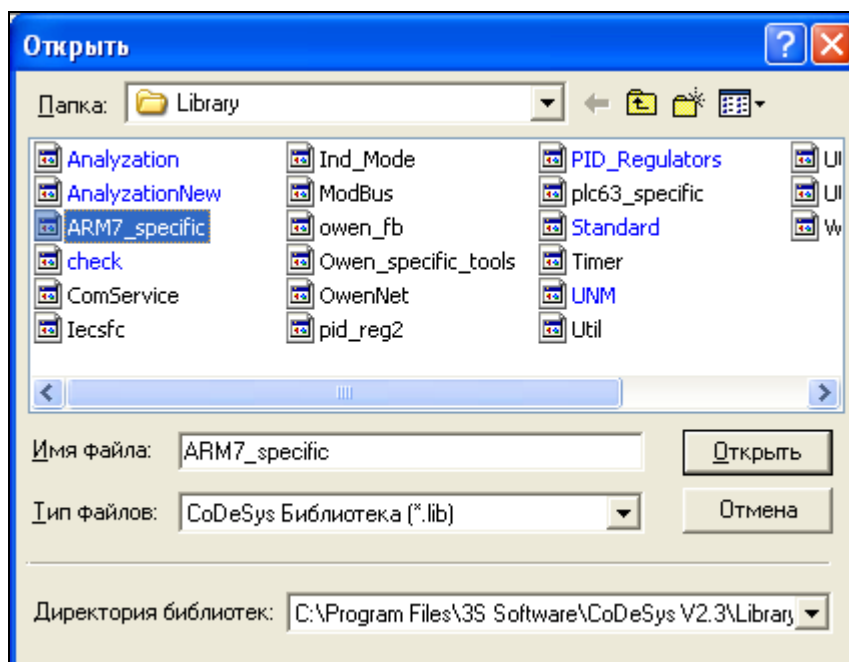 Открыть
Папка: Library
Analyzation Ind_Mode PID_Regulators UI
AnalyzationNew ModBus plc63_specific UI
ARM7_specific owen_fb Standard W
check Owen_specific_tools Timer
ComService OwenNet UNM
Iecsfc pid_reg2 Util
Имя файла: ARM7_specific Открыть
Тип файлов: CoDeSys Библиотека (*.lib) Отмена
Директория библиотек: C:\Program Files\3S Software\CoDeSys V2.3\Library